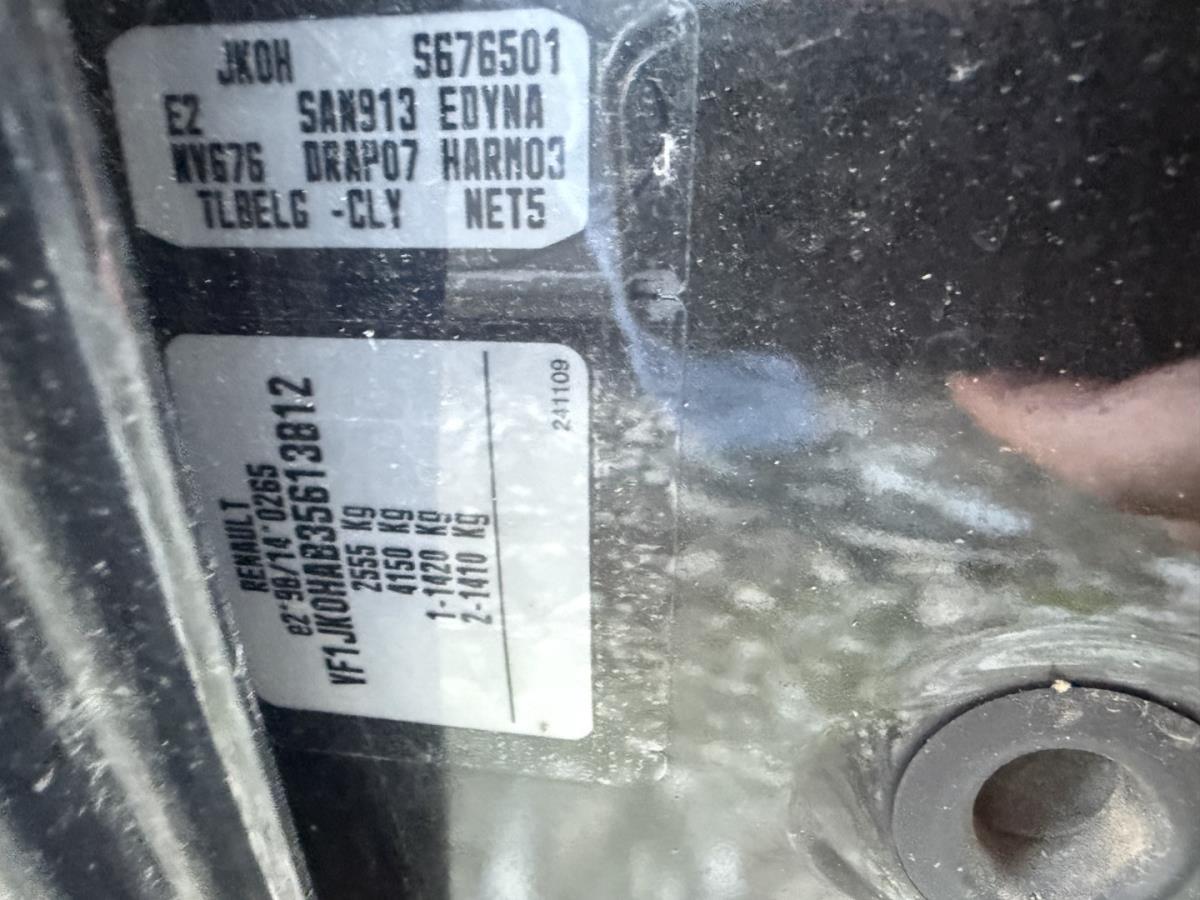 JK0H S676501
E2 SAN913 EDYNA
NV676 DRAP07 HARM03
TLBELG -CLY NET5
RENAULT
e2*98/14*0265
VF1JK0HAB35613812
2555 Kg
4150 Kg
1-1420 Kg
2-1410 Kg
241109